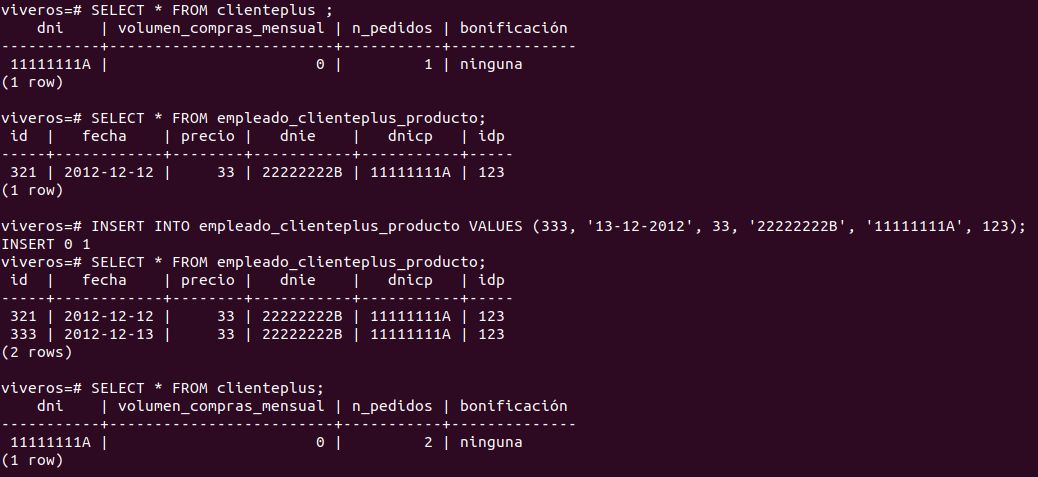 viveros=# SELECT * FROM clienteplus ;
    dni    | volumen_compras_mensual | n_pedidos | bonificación
-----------+-------------------------+-----------+--------------
 11111111A |                       0 |         1 | ninguna
(1 row)

viveros=# SELECT * FROM empleado_clienteplus_producto;
 id  |   fecha    | precio |   dnie    |   dnicp   | idp
-----+------------+--------+-----------+-----------+-----
 321 | 2012-12-12 |     33 | 22222222B | 11111111A | 123
(1 row)

viveros=# INSERT INTO empleado_clienteplus_producto VALUES (333, '13-12-2012', 33, '22222222B', '11111111A', 123);
INSERT 0 1
viveros=# SELECT * FROM empleado_clienteplus_producto;
 id  |   fecha    | precio |   dnie    |   dnicp   | idp
-----+------------+--------+-----------+-----------+-----
 321 | 2012-12-12 |     33 | 22222222B | 11111111A | 123
 333 | 2012-12-13 |     33 | 22222222B | 11111111A | 123
(2 rows)

viveros=# SELECT * FROM clienteplus;
    dni    | volumen_compras_mensual | n_pedidos | bonificación
-----------+-------------------------+-----------+--------------
 11111111A |                       0 |         2 | ninguna
(1 row)